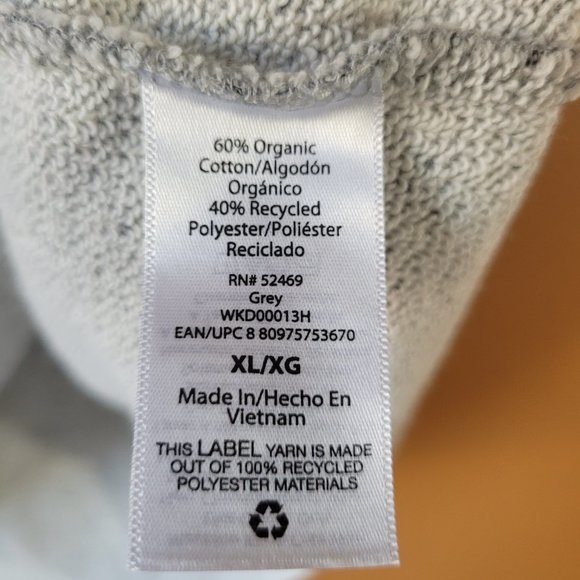 60% Organic
Cotton/Algodón
Orgánico
40% Recycled
Polyester/Poliéster
Reciclado
RN# 52469
Grey
WKD00013H
EAN/UPC 8 80975753670
XL/XG
Made In/Hecho En
Vietnam
THIS LABEL YARN IS MADE
OUT OF 100% RECYCLED
POLYESTER MATERIALS